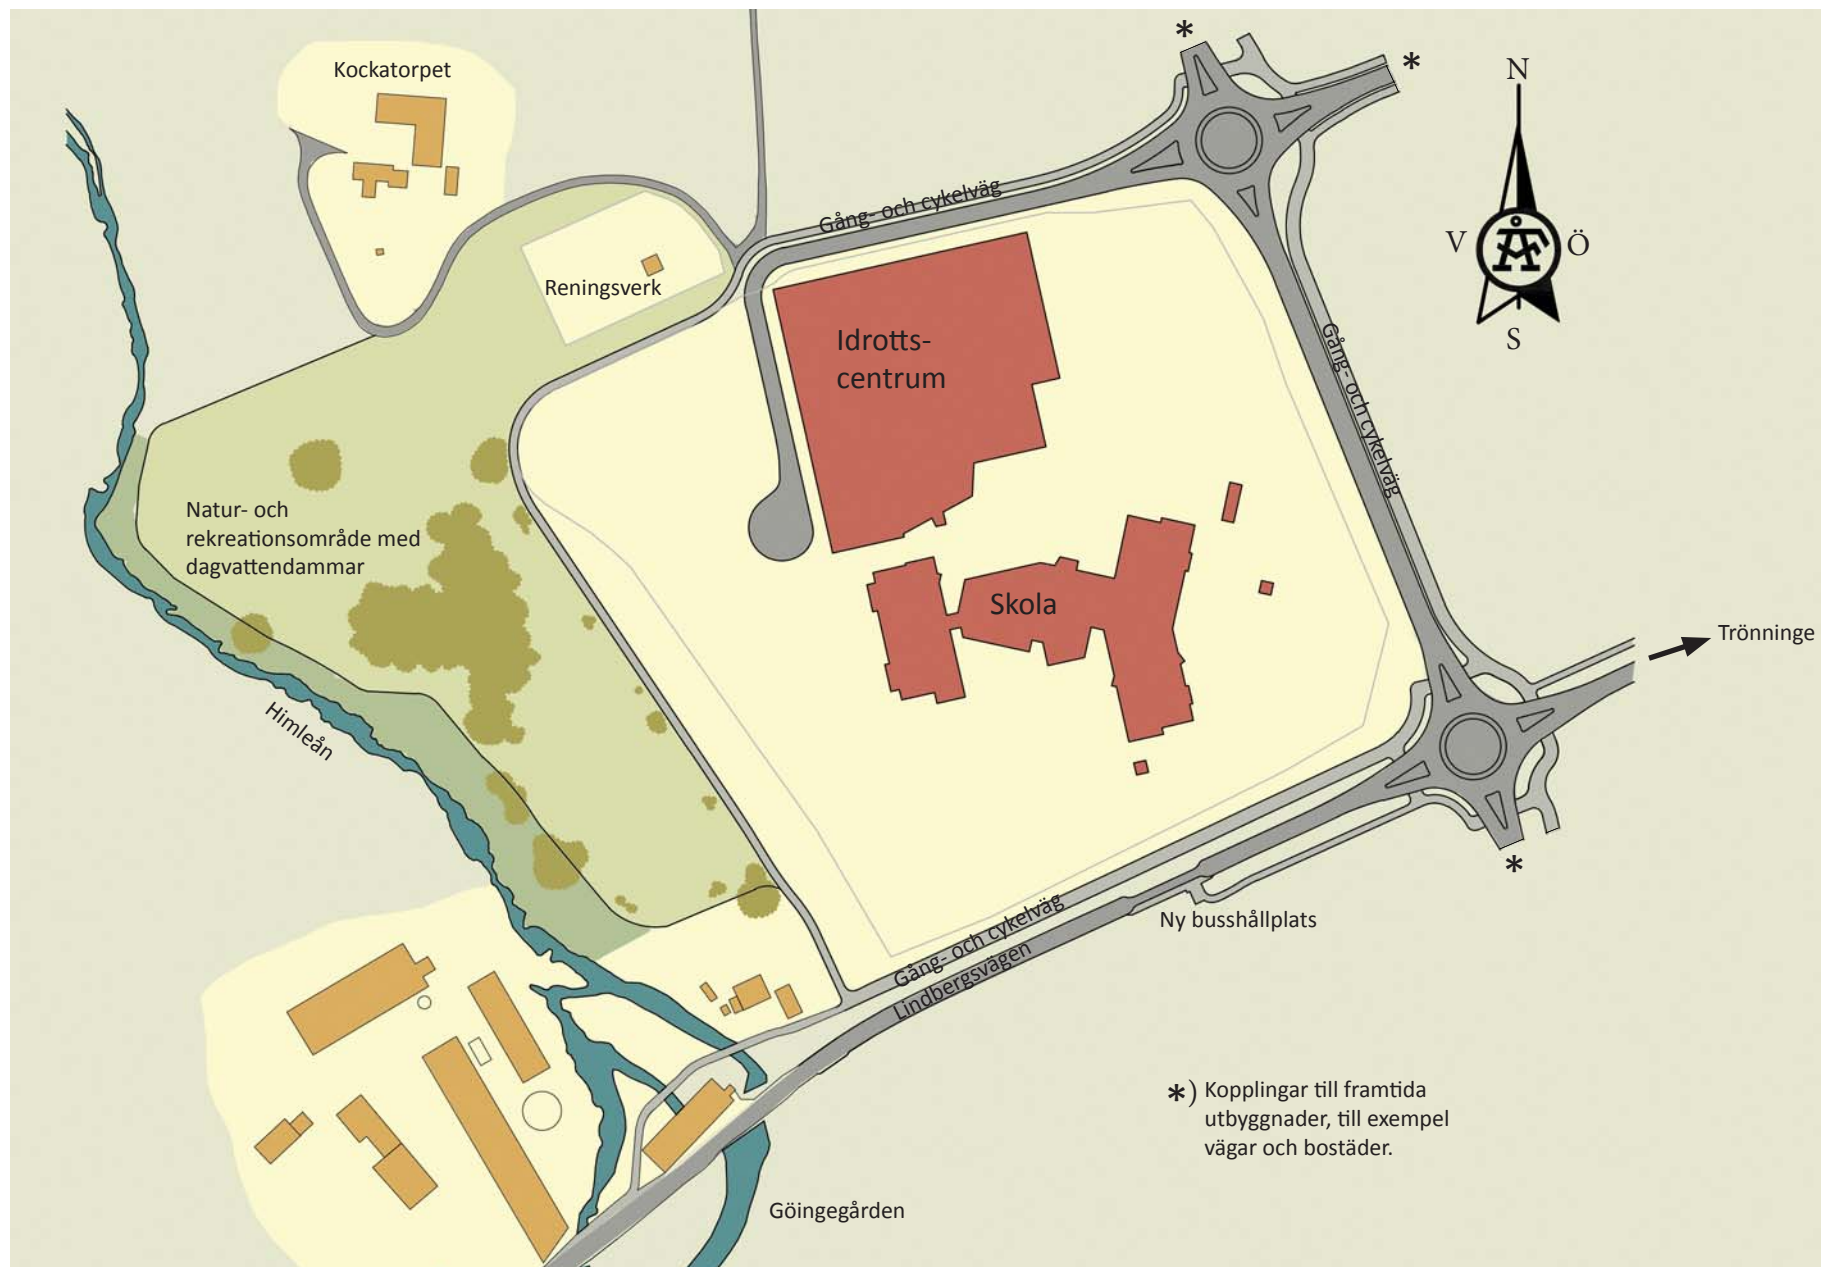 Kockatorpet
*
*
N
V
Ö
S
Gång- och cykelväg
Reningsverk
Idrotts-
centrum
Gång- och cykelväg
Natur- och
rekreationsområde med
dagvattendammar
Skola
Trönninge
Himleån
*
Ny busshållplats
Gång- och cykelväg
Lindbergsvägen
*) Kopplingar till framtida
utbyggnader, till exempel
vägar och bostäder.
Göingegården